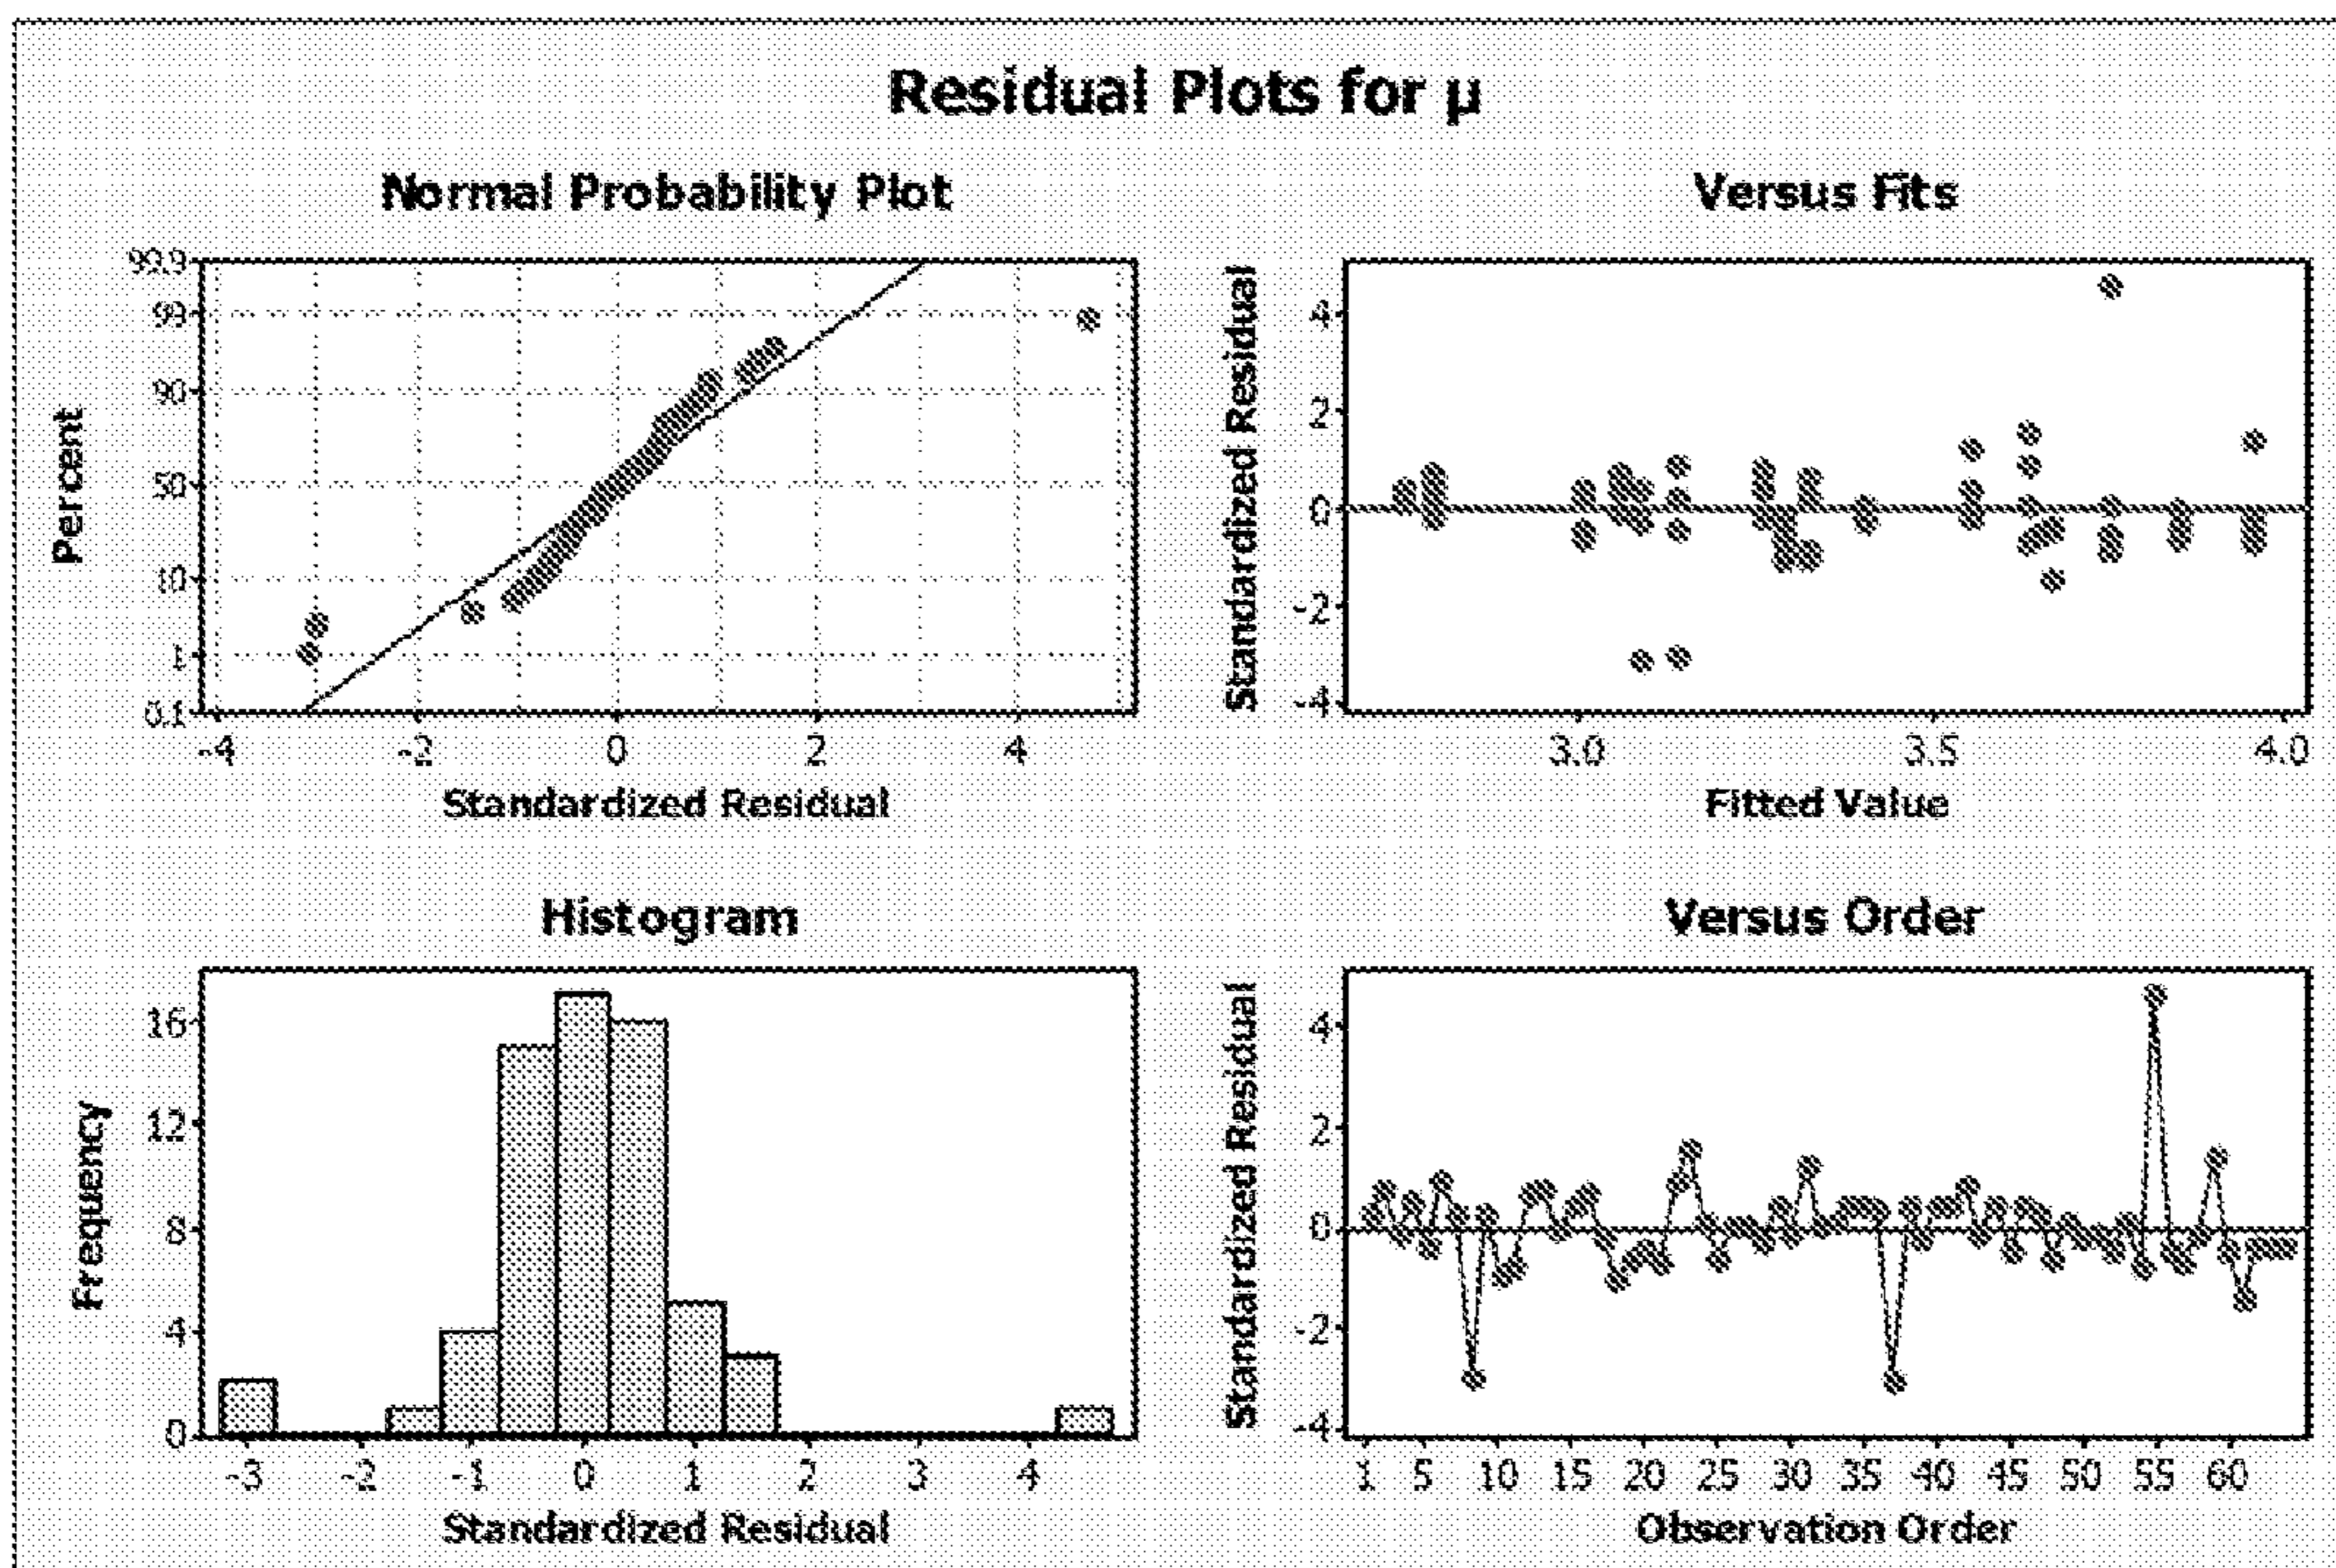 Residual Plots for µ
Normal Probability Plot
Versus Fits
99.9
99
90
50
10
1
0.1
Percent
-4 -2 0 2 4
Standardized Residual
4
2
0
-2
-4
Standardized Residual
3.0 3.5 4.0
Fitted Value
Histogram
Versus Order
16
12
8
4
0
Frequency
-3 -2 -1 0 1 2 3 4
Standardized Residual
4
2
0
-2
-4
Standardized Residual
1 5 10 15 20 25 30 35 40 45 50 55 60
Observation Order